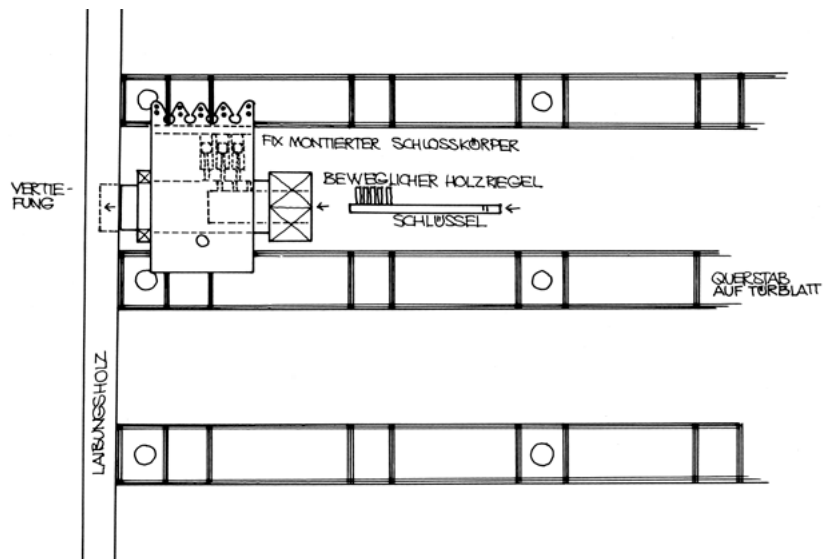 FIX MONTIERTER SCHLOSSKÖRPER
BEWEGLICHER HOLZRIEGEL
SCHLÜSSEL
VERTIE-
FUNG
QUERSTAB
AUF TÜRBLATT
LAIBUNGSHOLZ